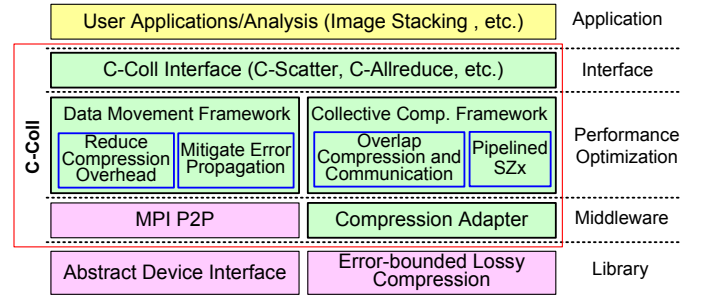 User Applications/Analysis (Image Stacking , etc.)
Application
C-Coll
C-Coll Interface (C-Scatter, C-Allreduce, etc.)
Interface
Data Movement Framework
Reduce
Compression
Overhead
Mitigate Error
Propagation
Collective Comp. Framework
Overlap
Compression and
Communication
Pipelined
SZx
Performance
Optimization
MPI P2P
Compression Adapter
Middleware
Abstract Device Interface
Error-bounded Lossy
Compression
Library